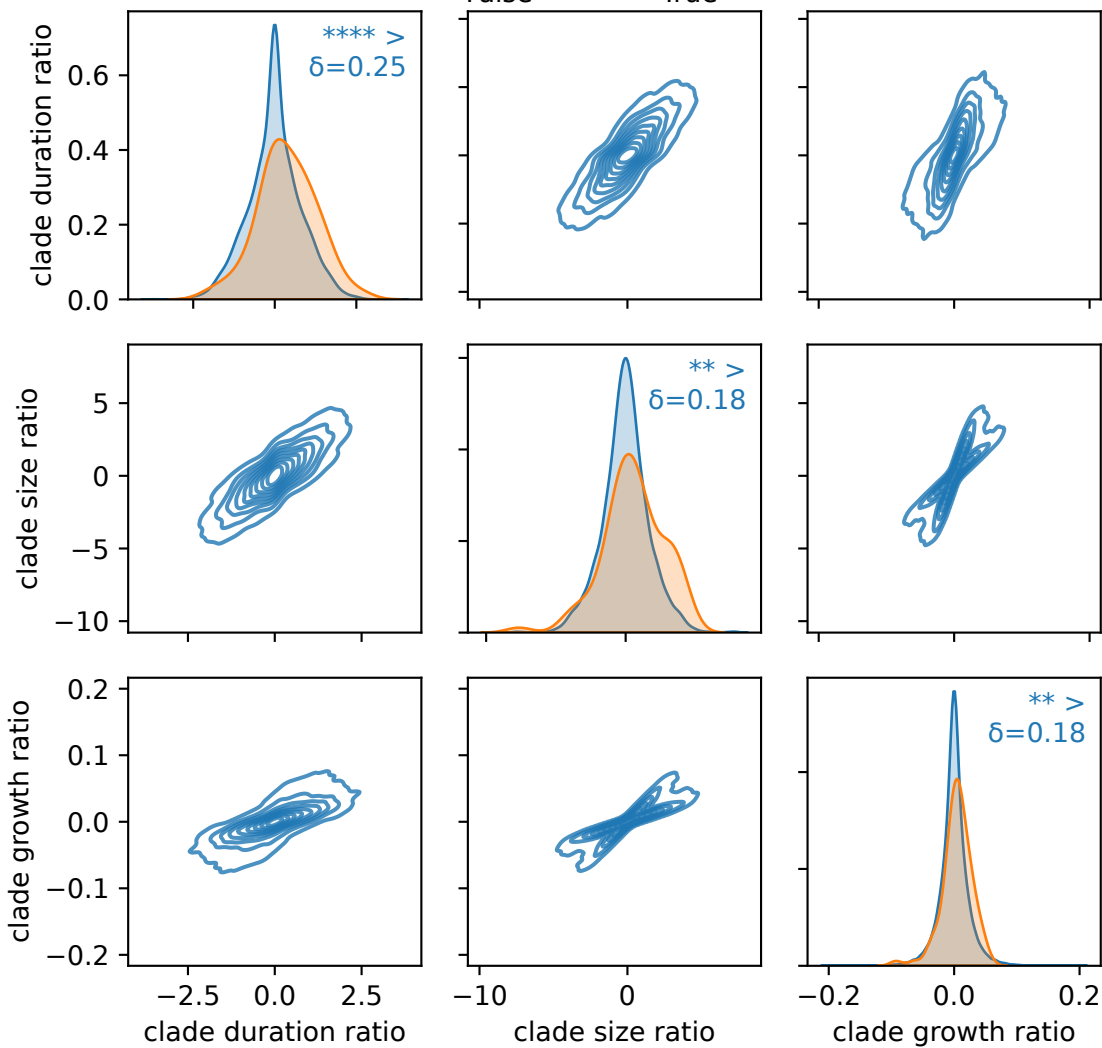 False True
clade duration ratio
0.6
0.4
0.2
0.0
**** >
δ=0.25
clade size ratio
5
0
−5
−10
** >
δ=0.18
clade growth ratio
0.2
0.1
0.0
−0.1
−0.2
** >
δ=0.18
−2.5 0.0 2.5
−10 0
−0.2 0.0 0.2
clade duration ratio
clade size ratio
clade growth ratio